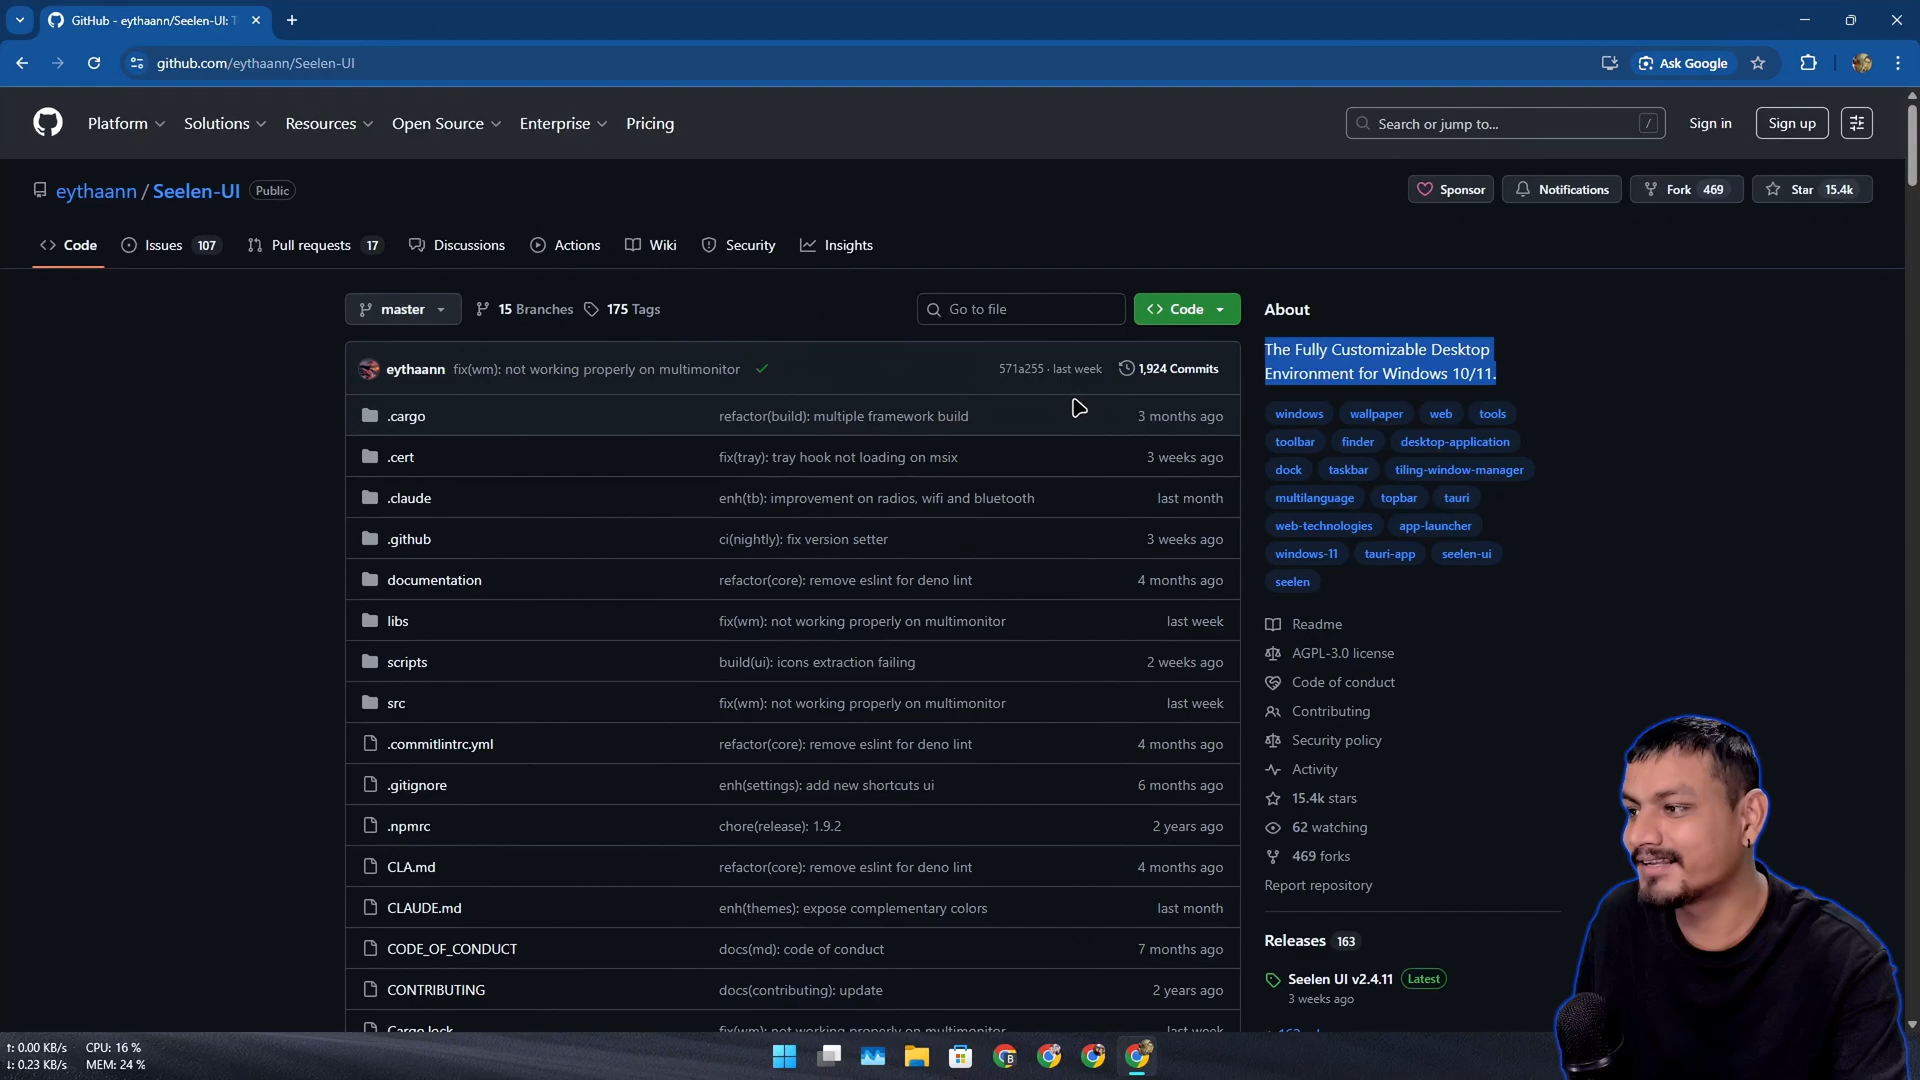 GitHub - eythaann/Seelen-UI: T
github.com/eythaann/Seelen-UI
Ask Google
Platform
Solutions
Resources
Open Source
Enterprise
Pricing
Search or jump to...
/
Sign in
Sign up
eythaann / Seelen-UI
Public
Sponsor
Notifications
Fork 469
Star 15.4k
Code
Issues 107
Pull requests 17
Discussions
Actions
Wiki
Security
Insights
master
15 Branches
175 Tags
Go to file
Code
About
The Fully Customizable Desktop
Environment for Windows 10/11.
eythaann fix(wm): not working properly on multimonitor 571a255 · last week 1,924 Commits
.cargo refactor(build): multiple framework build 3 months ago
.cert fix(tray): tray hook not loading on msix 3 weeks ago
.claude enh(tb): improvement on radios, wifi and bluetooth last month
.github ci(nightly): fix version setter 3 weeks ago
documentation refactor(core): remove eslint for deno lint 4 months ago
libs fix(wm): not working properly on multimonitor last week
scripts build(ui): icons extraction failing 2 weeks ago
src fix(wm): not working properly on multimonitor last week
.commitlintrc.yml refactor(core): remove eslint for deno lint 4 months ago
.gitignore enh(settings): add new shortcuts ui 6 months ago
.npmrc chore(release): 1.9.2 2 years ago
CLA.md refactor(core): remove eslint for deno lint 4 months ago
CLAUDE.md enh(themes): expose complementary colors last month
CODE_OF_CONDUCT docs(md): code of conduct 7 months ago
CONTRIBUTING docs(contributing): update 2 years ago
Cargo.lock fix(wm): not working properly on multimonitor last week
windows wallpaper web tools
toolbar finder desktop-application
dock taskbar tiling-window-manager
multilanguage topbar tauri
web-technologies app-launcher
windows-11 tauri-app seelen-ui
seelen
Readme
AGPL-3.0 license
Code of conduct
Contributing
Security policy
Activity
15.4k stars
62 watching
469 forks
Report repository
Releases 163
Seelen UI v2.4.11 Latest
3 weeks ago
↑: 0.00 KB/s CPU: 16 %
↓: 0.23 KB/s MEM: 24 %